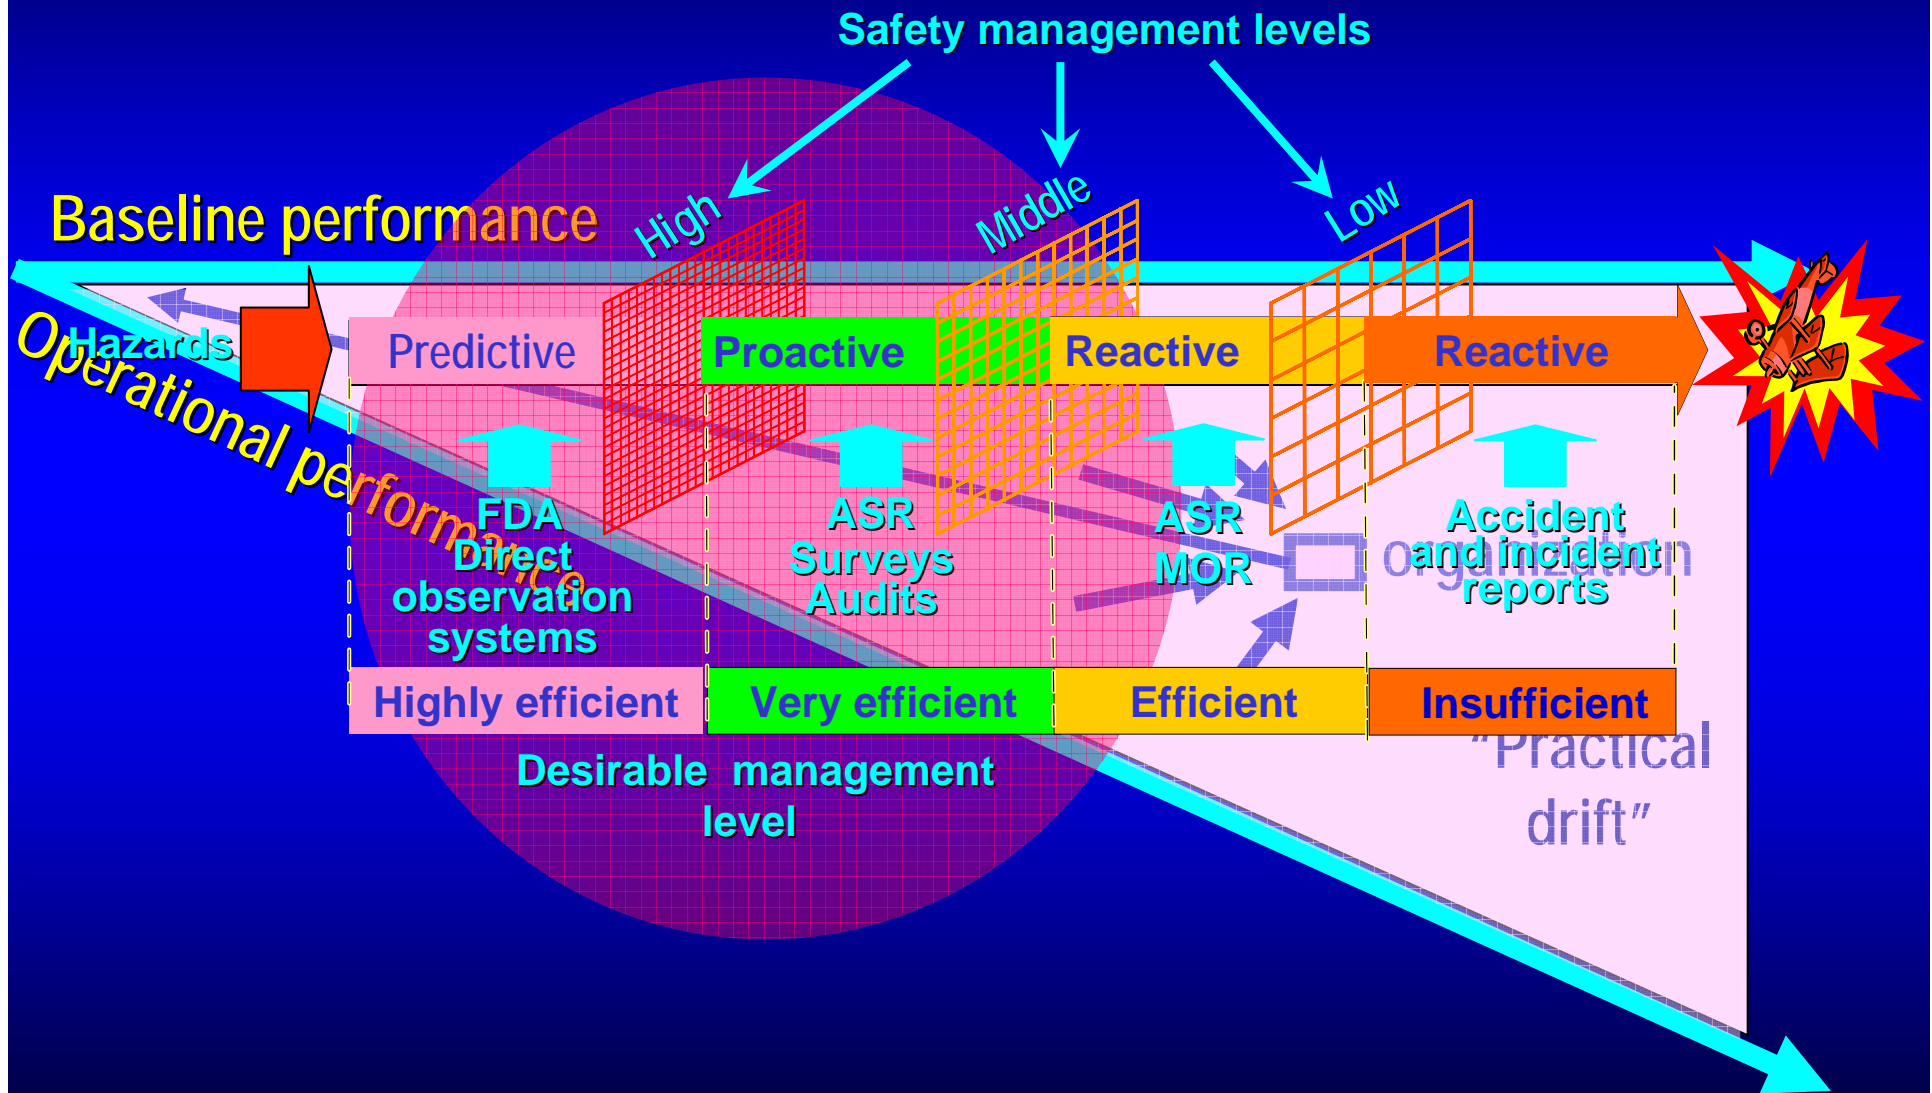 Safety management levels
High
Middle
Low
Baseline performance
Operational performance
Hazards
Predictive
Proactive
Reactive
Reactive
FDA
Direct
observation
systems
ASR
Surveys
Audits
ASR
MOR
Accident
and incident
reports
organization
Highly efficient
Very efficient
Efficient
Insufficient
"Practical
drift"
Desirable management
level